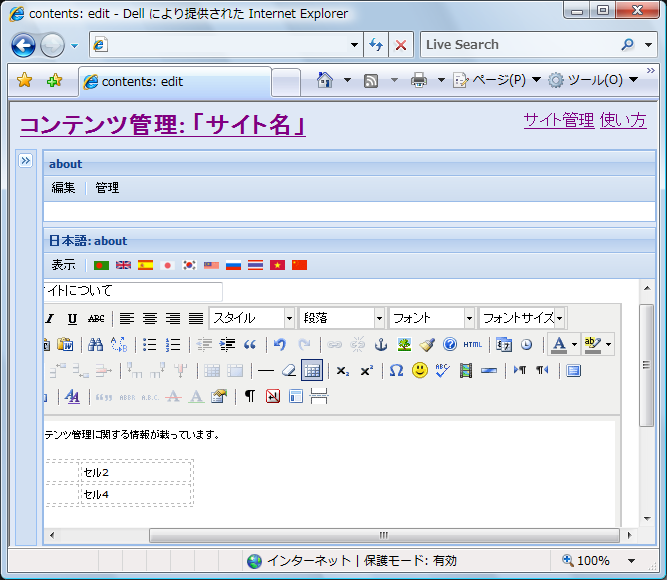 contents: edit - Dell により提供された Internet Explorer
Live Search
contents: edit
ページ(P)
ツール(O)
コンテンツ管理: 「サイト名」
サイト管理 使い方
about
編集 管理
日本語: about
表示
イトについて
I U ABC スタイル 段落 フォント フォントサイズ
HTML
ABC
x₂ x²
ABBR A.B.C.
テンツ管理に関する情報が載っています。
セル2
セル4
インターネット | 保護モード: 有効
100%